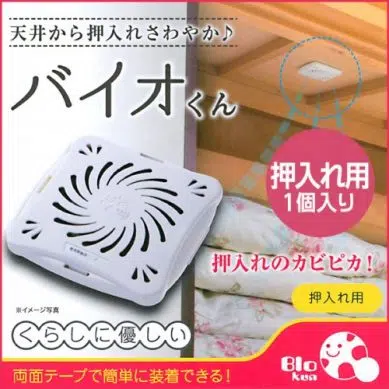 天井から押入れさわやか♪
バイオくん
押入れ用
1個入り
押入れのカビピカ!
押入れ用
※イメージ写真
くらしに優しい
両面テープで簡単に装着できる!
BIo
kun